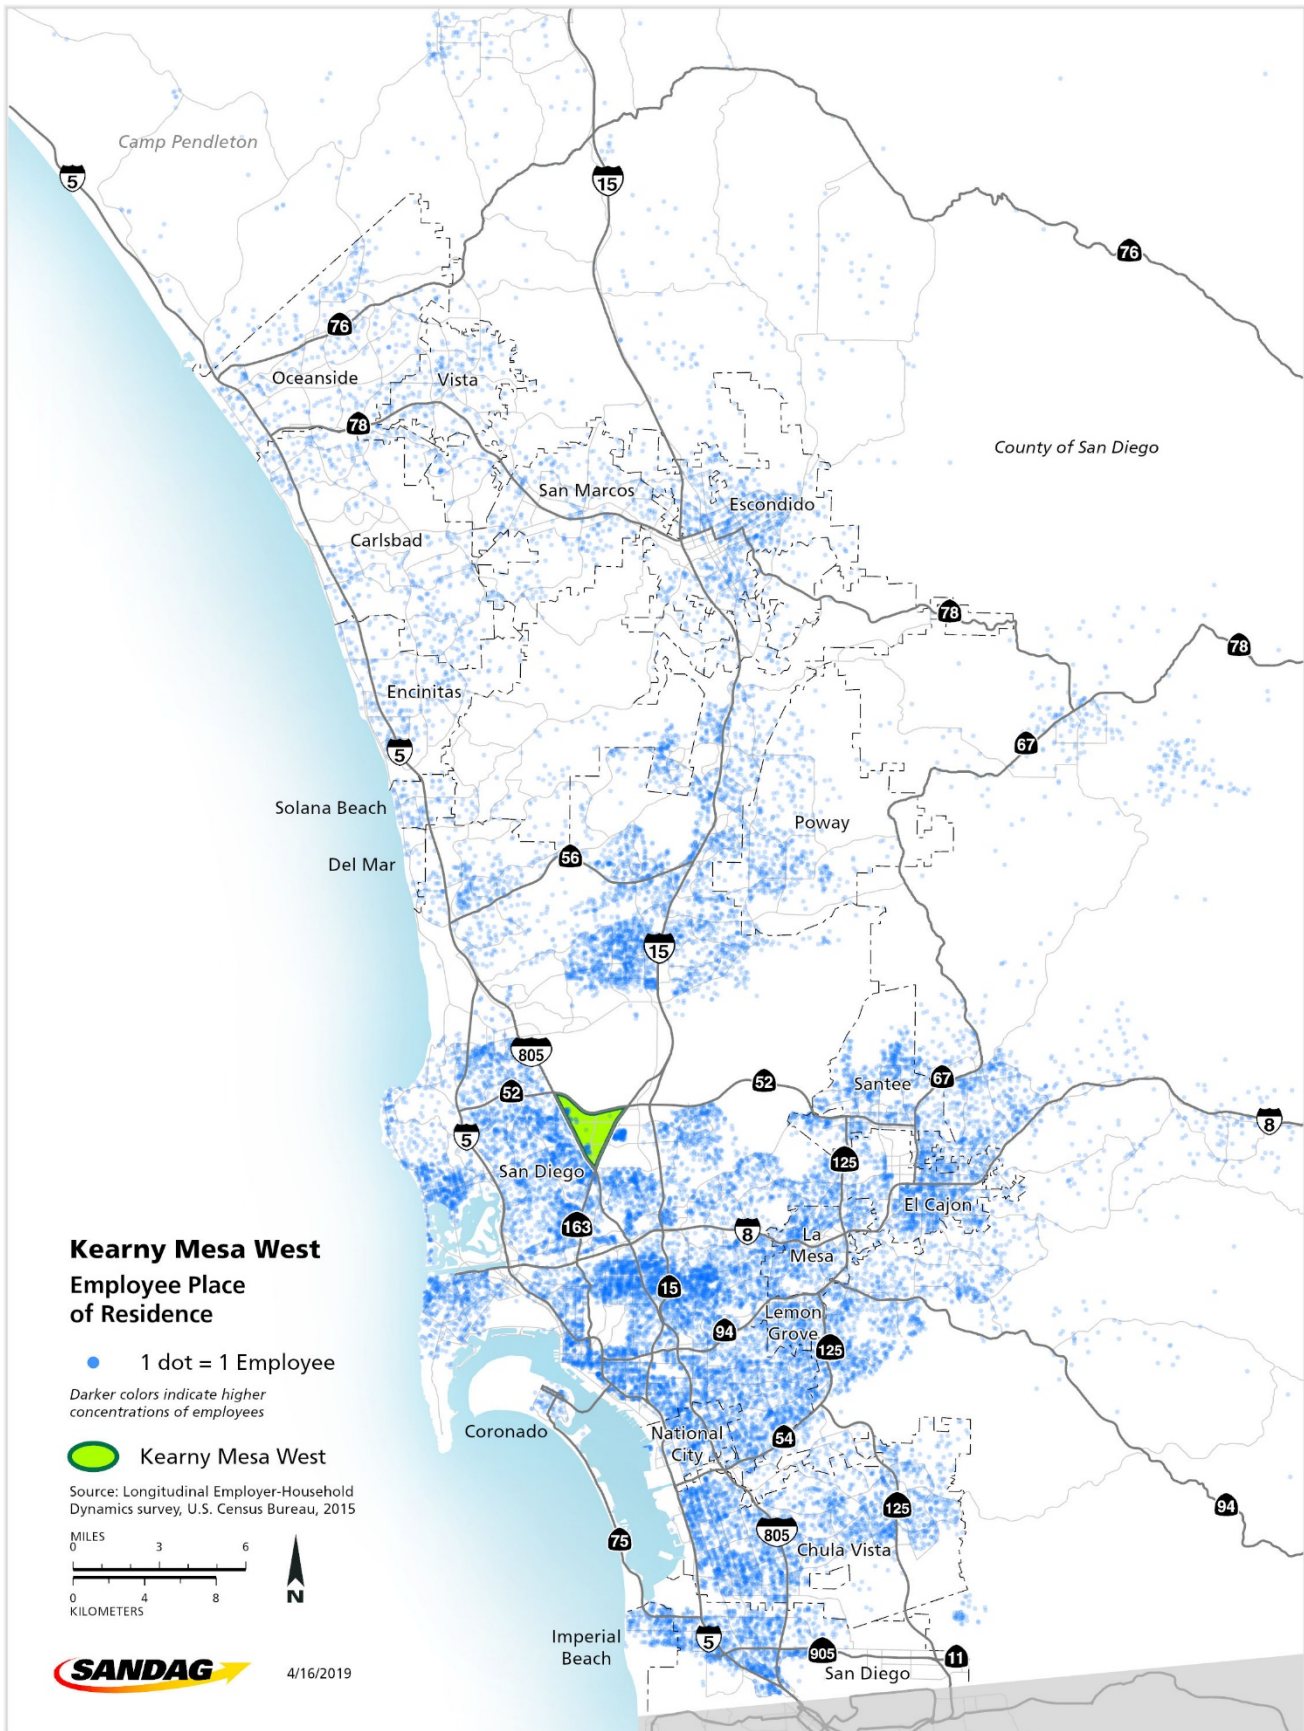 Camp Pendleton
5
15
76
76
Oceanside
Vista
78
County of San Diego
San Marcos
Escondido
Carlsbad
78
78
Encinitas
67
5
Solana Beach
Poway
56
Del Mar
15
805
52
52
Santee
67
8
5
125
San Diego
El Cajon
163
8
La
Mesa
15
Lemon
Grove
94
125
Coronado
National
City
54
125
94
805
75
Chula Vista
Imperial
Beach
5
905
San Diego
11
Kearny Mesa West
Employee Place
of Residence
1 dot = 1 Employee
Darker colors indicate higher
concentrations of employees
Kearny Mesa West
Source: Longitudinal Employer-Household
Dynamics survey, U.S. Census Bureau, 2015
MILES
0 3 6
0 4 8
KILOMETERS
N
SANDAG
4/16/2019